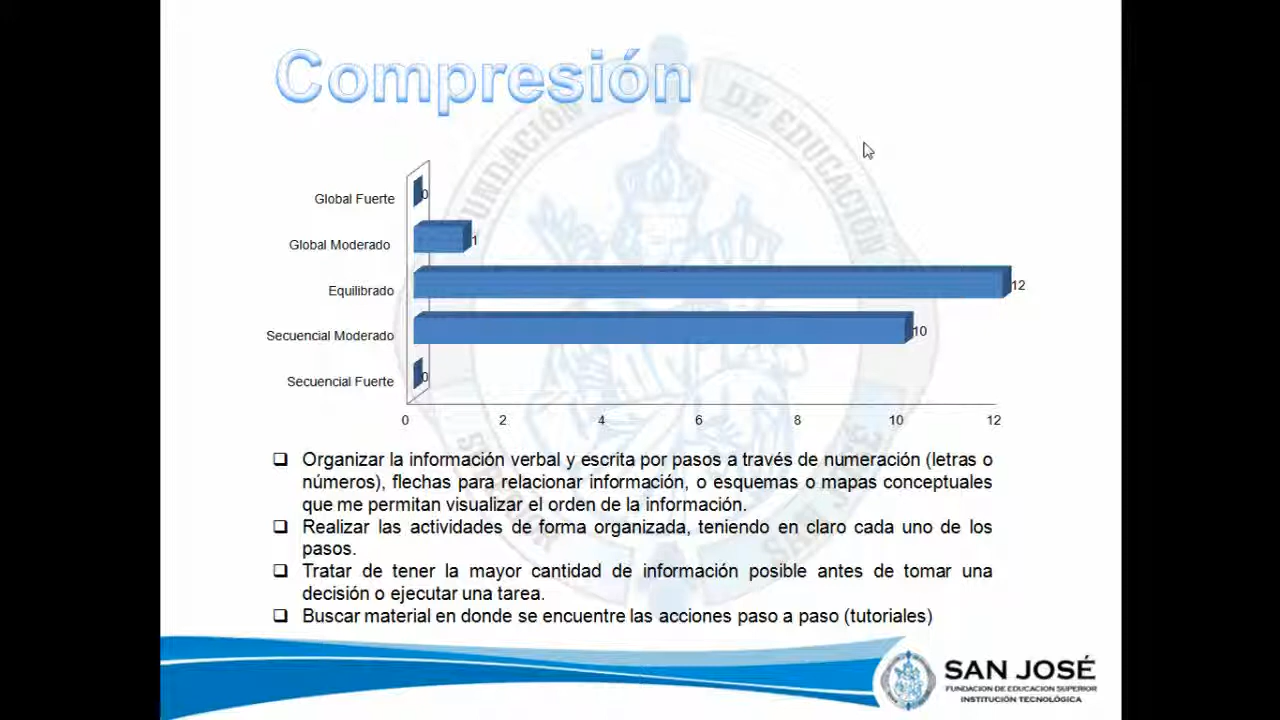 Compresión
Global Fuerte
0
Global Moderado
1
Equilibrado
12
Secuencial Moderado
10
Secuencial Fuerte
0
0 2 4 6 8 10 12
❑ Organizar la información verbal y escrita por pasos a través de numeración (letras o
números), flechas para relacionar información, o esquemas o mapas conceptuales
que me permitan visualizar el orden de la información.
❑ Realizar las actividades de forma organizada, teniendo en claro cada uno de los
pasos.
❑ Tratar de tener la mayor cantidad de información posible antes de tomar una
decisión o ejecutar una tarea.
❑ Buscar material en donde se encuentre las acciones paso a paso (tutoriales)
SAN JOSÉ
FUNDACION DE EDUCACION SUPERIOR
INSTITUCIÓN TECNOLÓGICA
FUNDACIÓN DE EDUCACIÓN
SAN JOSÉ